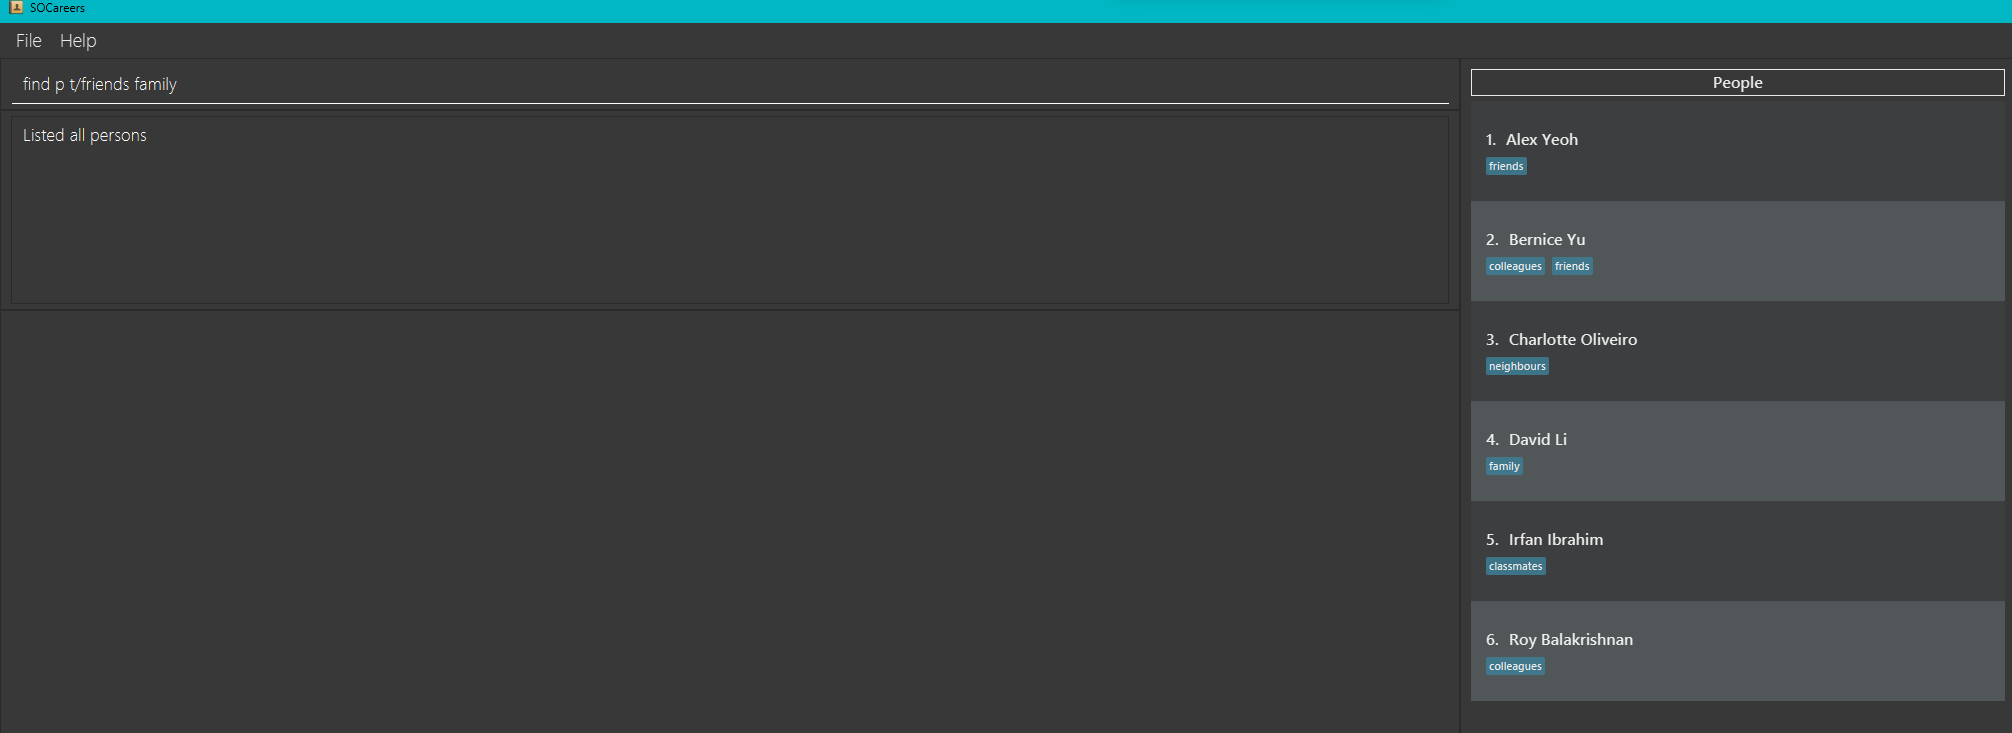 SOCareers
File Help
find p t/friends family
Listed all persons
People
1. Alex Yeoh
friends
2. Bernice Yu
colleagues friends
3. Charlotte Oliveiro
neighbours
4. David Li
family
5. Irfan Ibrahim
classmates
6. Roy Balakrishnan
colleagues